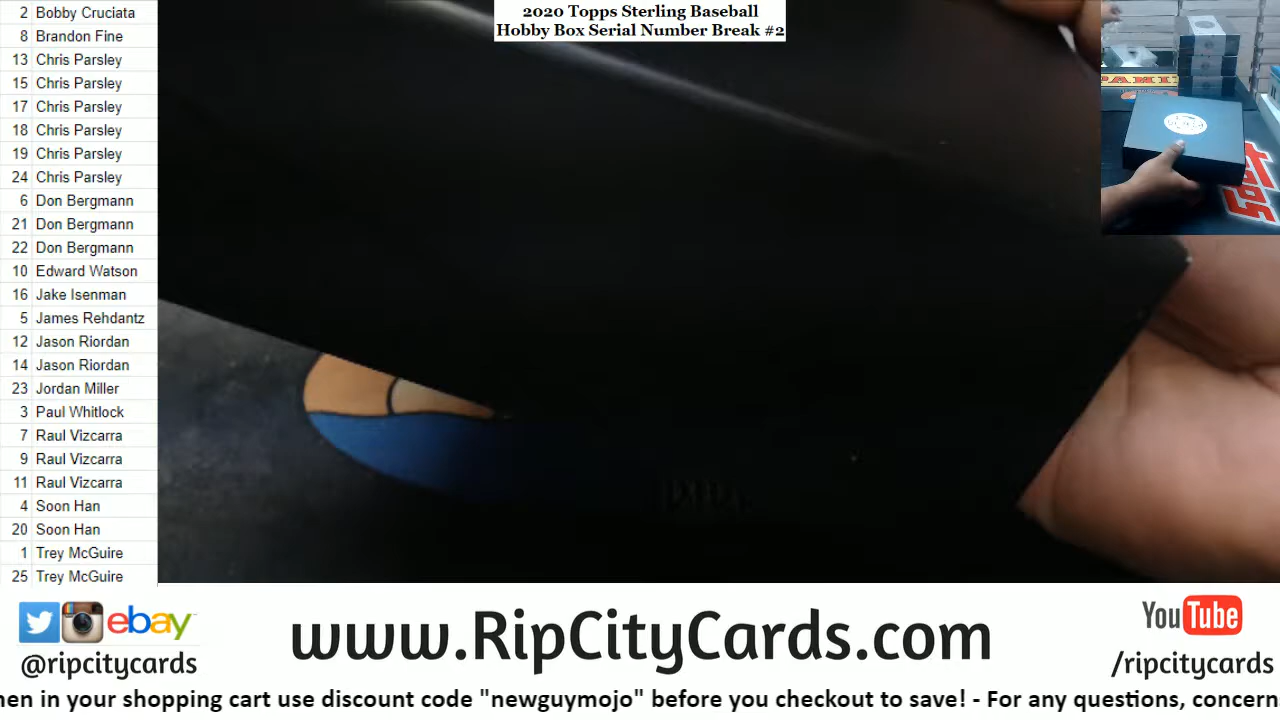 2 Bobby Cruciata
8 Brandon Fine
13 Chris Parsley
15 Chris Parsley
17 Chris Parsley
18 Chris Parsley
19 Chris Parsley
24 Chris Parsley
6 Don Bergmann
21 Don Bergmann
22 Don Bergmann
10 Edward Watson
16 Jake Isenman
5 James Rehdantz
12 Jason Riordan
14 Jason Riordan
23 Jordan Miller
3 Paul Whitlock
7 Raul Vizcarra
9 Raul Vizcarra
11 Raul Vizcarra
4 Soon Han
20 Soon Han
1 Trey McGuire
25 Trey McGuire
2020 Topps Sterling Baseball
Hobby Box Serial Number Break #2
PANINI
topps
ebay
@ripcitycards
www.RipCityCards.com
YouTube
/ripcitycards
hen in your shopping cart use discount code "newguymojo" before you checkout to save! - For any questions, concern